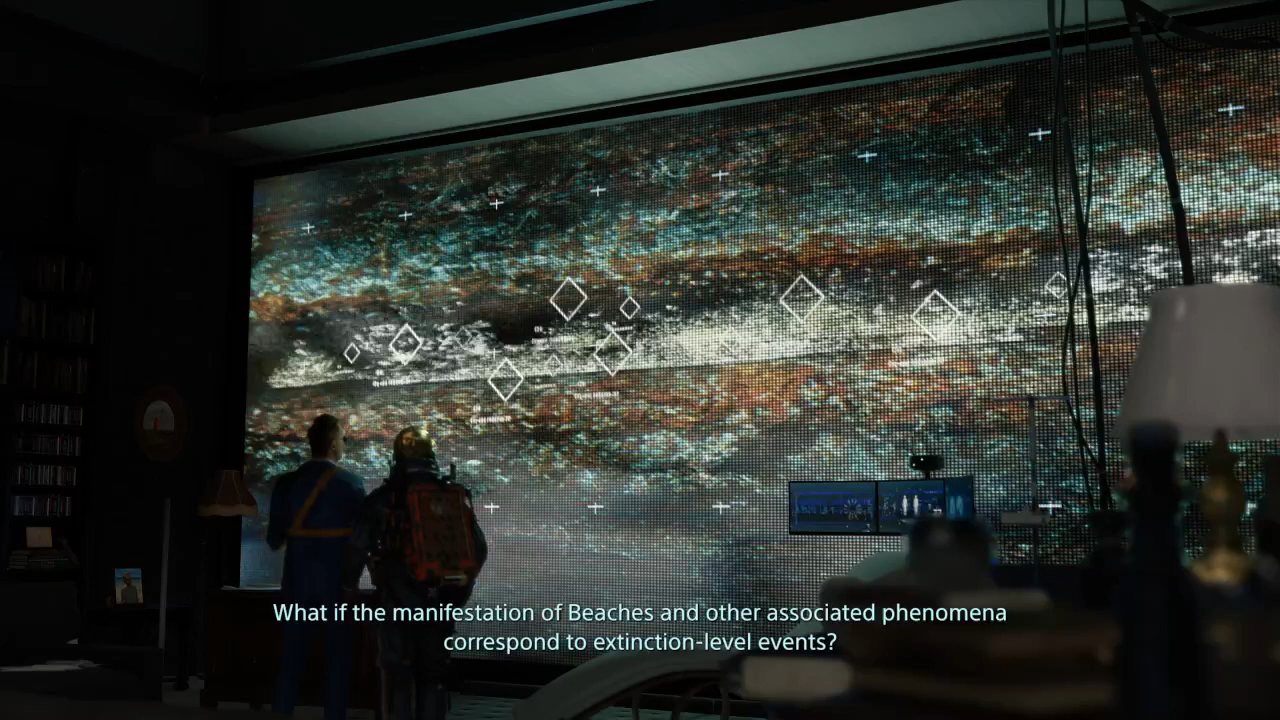 What if the manifestation of Beaches and other associated phenomena
correspond to extinction-level events?